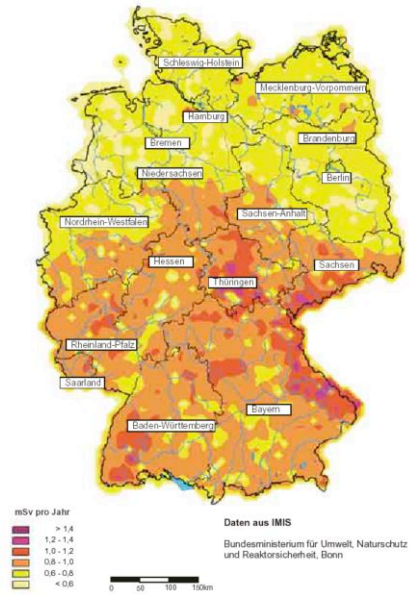 Schleswig-Holstein
Mecklenburg-Vorpommern
Hamburg
Brandenburg
Bremen
Niedersachsen
Berlin
Sachsen-Anhalt
Nordrhein-Westfalen
Hessen
Sachsen
Thüringen
Rheinland-Pfalz
Saarland
Bayern
Baden-Württemberg
mSv pro Jahr
> 1,4
1,2 - 1,4
1,0 - 1,2
0,8 - 1,0
0,6 - 0,8
< 0,6
Daten aus IMIS
Bundesministerium für Umwelt, Naturschutz
und Reaktorsicherheit, Bonn
0 50 100 150km